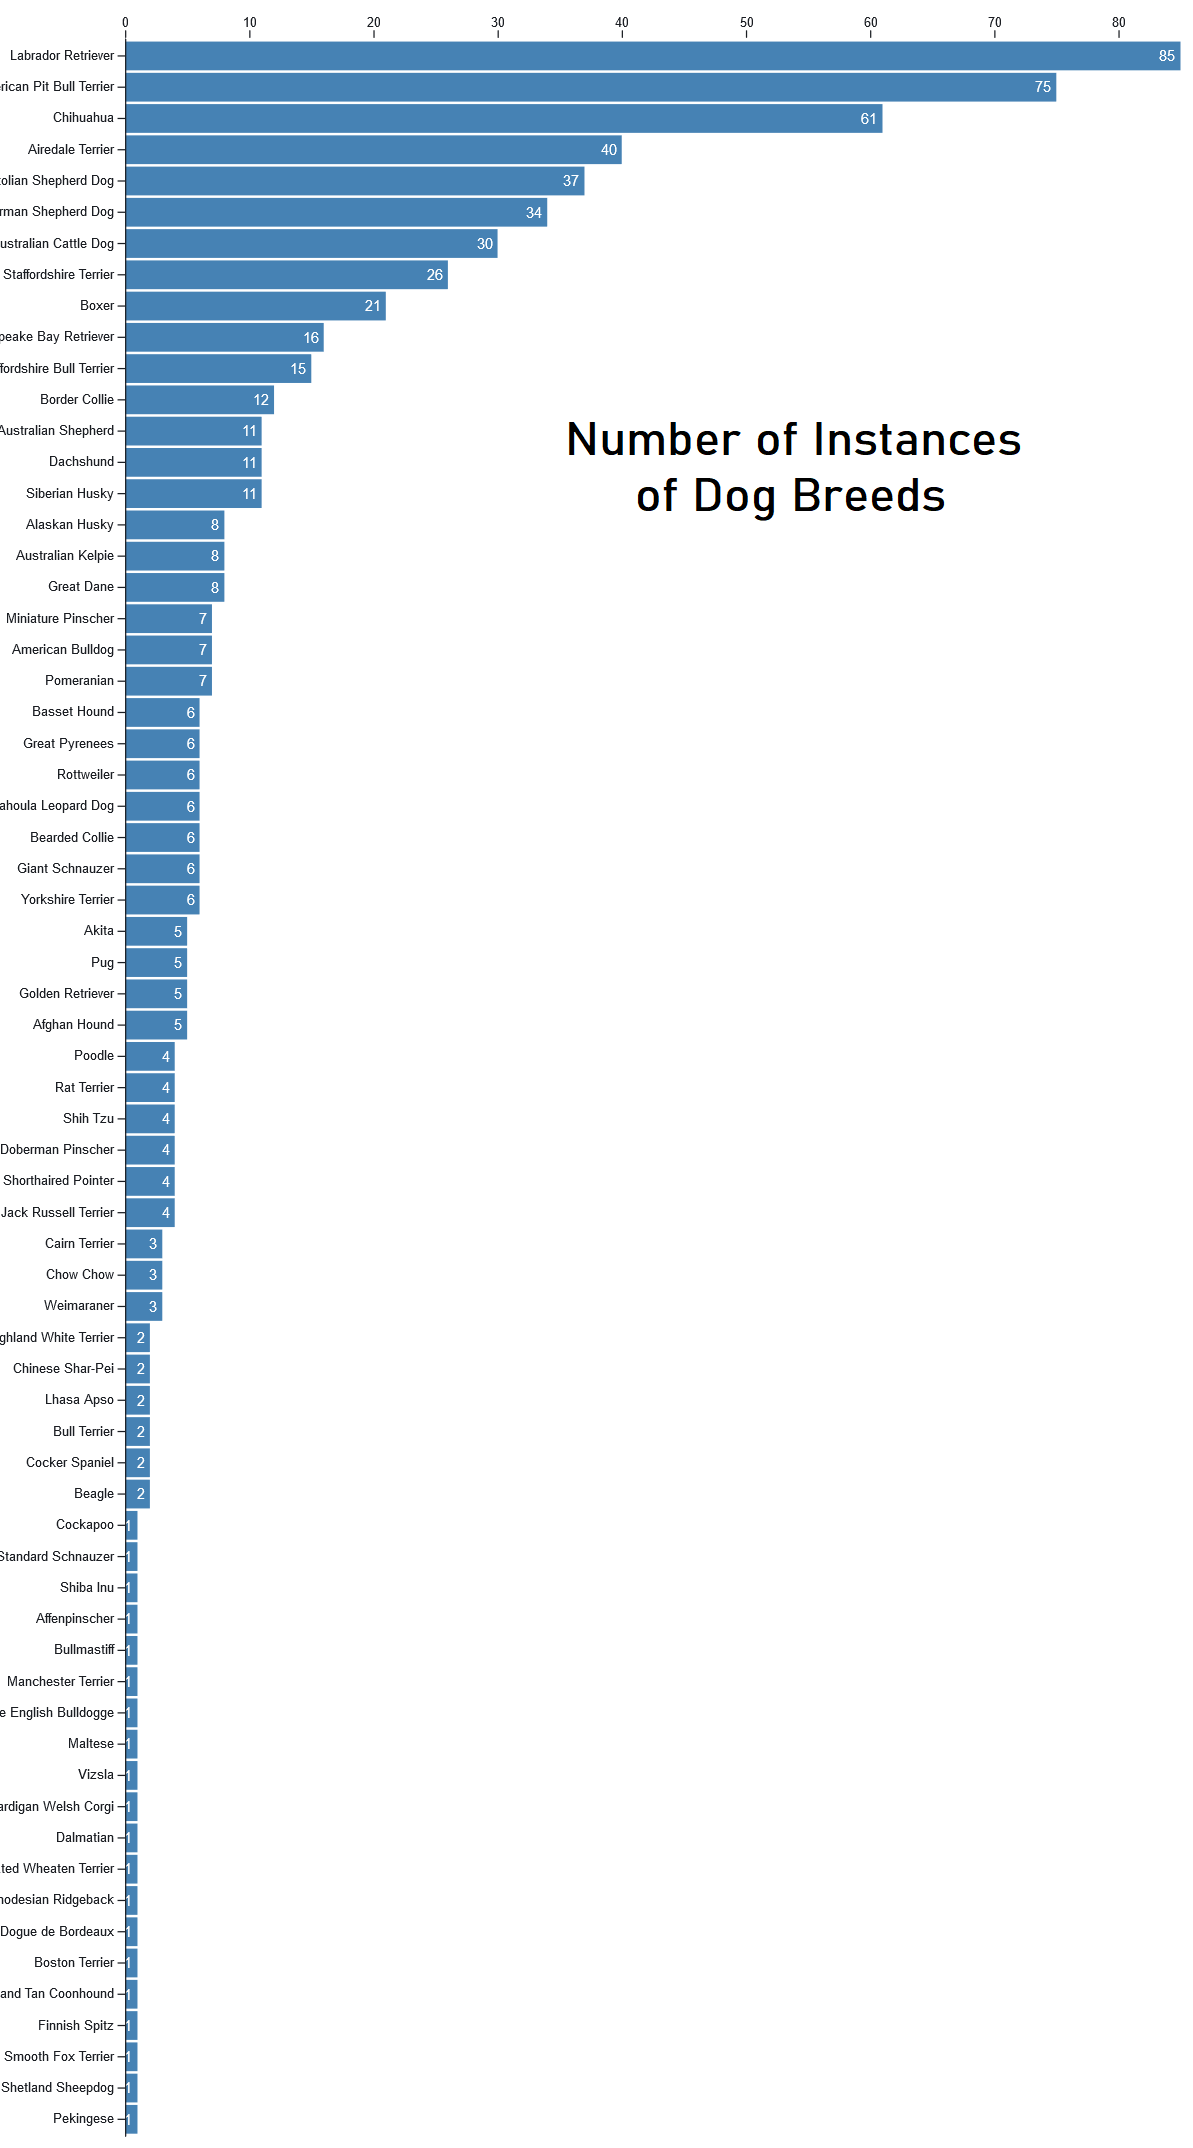 0 10 20 30 40 50 60 70 80
Labrador Retriever 85
rican Pit Bull Terrier 75
Chihuahua 61
Airedale Terrier 40
olian Shepherd Dog 37
rman Shepherd Dog 34
ustralian Cattle Dog 30
Staffordshire Terrier 26
Boxer 21
peake Bay Retriever 16
ffordshire Bull Terrier 15
Border Collie 12
Australian Shepherd 11
Number of Instances
Dachshund 11
of Dog Breeds
Siberian Husky 11
Alaskan Husky 8
Australian Kelpie 8
Great Dane 8
Miniature Pinscher 7
American Bulldog 7
Pomeranian 7
Basset Hound 6
Great Pyrenees 6
Rottweiler 6
ahoula Leopard Dog 6
Bearded Collie 6
Giant Schnauzer 6
Yorkshire Terrier 6
Akita 5
Pug 5
Golden Retriever 5
Afghan Hound 5
Poodle 4
Rat Terrier 4
Shih Tzu 4
Doberman Pinscher 4
Shorthaired Pointer 4
Jack Russell Terrier 4
Cairn Terrier 3
Chow Chow 3
Weimaraner 3
ghland White Terrier 2
Chinese Shar-Pei 2
Lhasa Apso 2
Bull Terrier 2
Cocker Spaniel 2
Beagle 2
Cockapoo 1
Standard Schnauzer 1
Shiba Inu 1
Affenpinscher 1
Bullmastiff 1
Manchester Terrier 1
e English Bulldogge 1
Maltese 1
Vizsla 1
ardigan Welsh Corgi 1
Dalmatian 1
ted Wheaten Terrier 1
hodesian Ridgeback 1
Dogue de Bordeaux 1
Boston Terrier 1
and Tan Coonhound 1
Finnish Spitz 1
Smooth Fox Terrier 1
Shetland Sheepdog 1
Pekingese 1